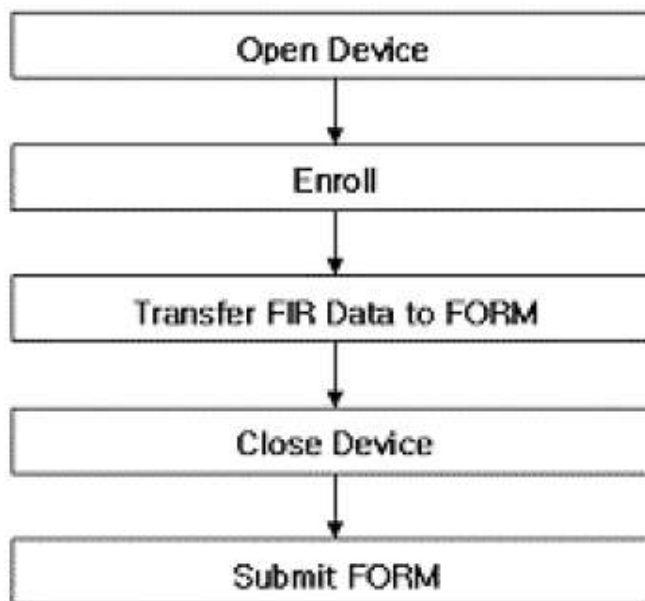 Open Device
Enroll
Transfer FIR Data to FORM
Close Device
Submit FORM